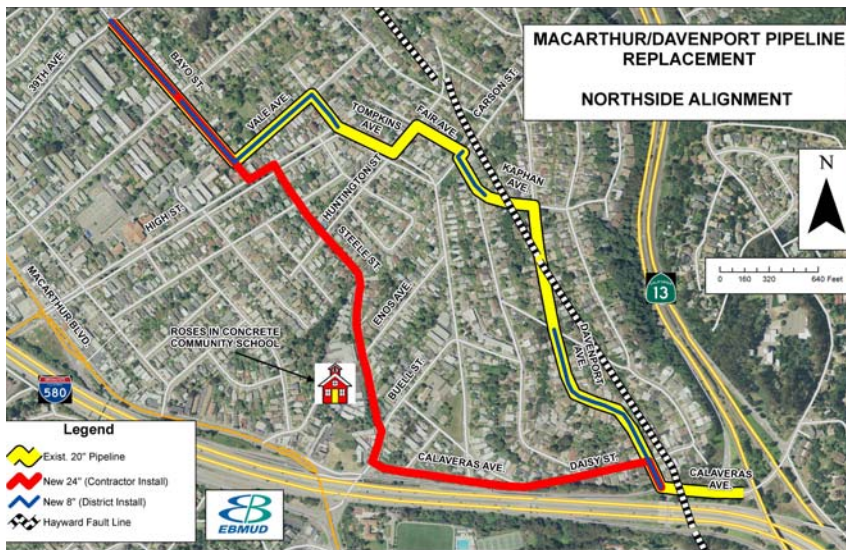 MACARTHUR/DAVENPORT PIPELINE
REPLACEMENT
NORTHSIDE ALIGNMENT
39TH AVE.
BAYO ST.
VALE AVE.
TOMPKINS
AVE.
FAIR AVE.
CARSON ST.
KAPHAN
AVE.
N
HUNTINGTON ST.
HIGH ST.
STEELE ST.
0 160 320 640 Feet
CALIFORNIA
13
MACARTHUR BLVD.
ENOS AVE.
ROSES IN CONCRETE
COMMUNITY SCHOOL
DAVENPORT
AVE.
BUELL ST.
580
Legend
Exist. 20" Pipeline
New 24" (Contractor Install)
New 8" (District Install)
Hayward Fault Line
EBMUD
CALAVERAS AVE.
DAISY ST.
CALAVERAS
AVE.